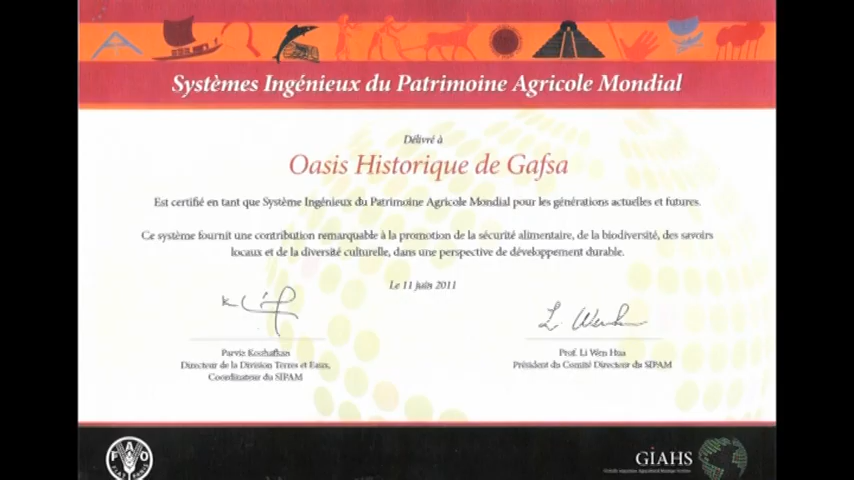 Systèmes Ingénieux du Patrimoine Agricole Mondial
Délivré à
Oasis Historique de Gafsa
Est certifié en tant que Système Ingénieux du Patrimoine Agricole Mondial pour les générations actuelles et futures.
Ce système fournit une contribution remarquable à la promotion de la sécurité alimentaire, de la biodiversité, des savoirs
locaux et de la diversité culturelle, dans une perspective de développement durable.
Le 11 juin 2011
Parviz Koohafkan
Directeur de la Division Terres et Eaux,
Coordinateur du SIPAM
Prof. Li Wen Hua
Président du Comité Directeur du SIPAM
FAO
FIAT PANIS
GIAHS